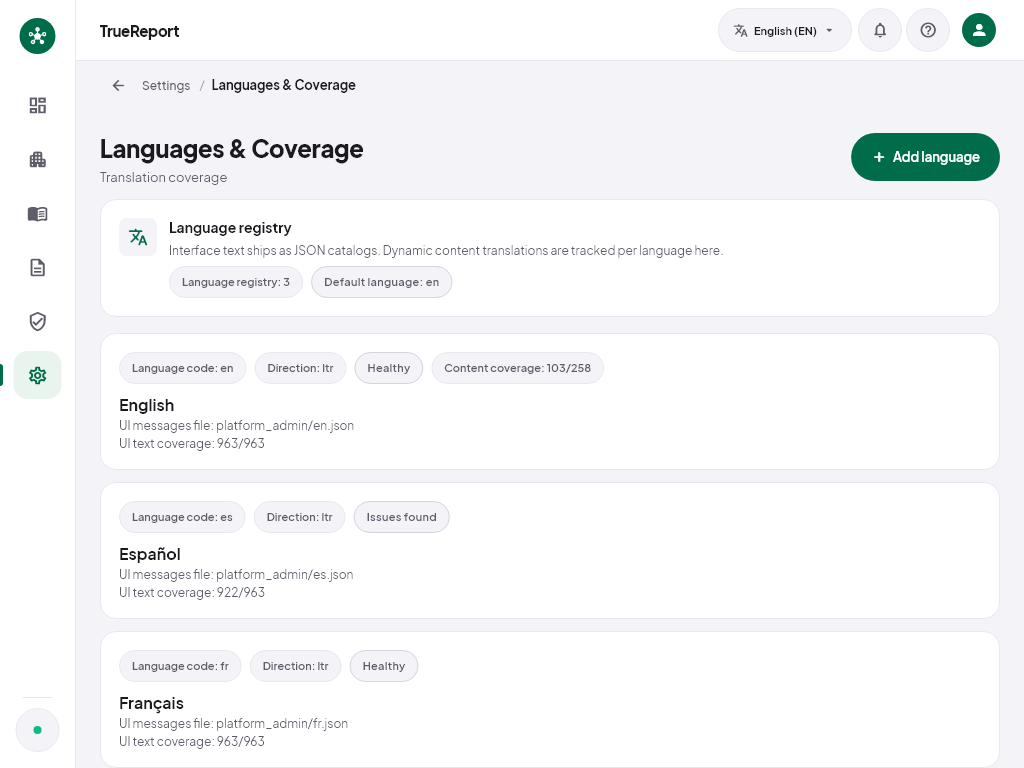 TrueReport
English (EN)
Settings / Languages & Coverage
Languages & Coverage
Translation coverage
+ Add language
Language registry
Interface text ships as JSON catalogs. Dynamic content translations are tracked per language here.
Language registry: 3
Default language: en
Language code: en
Direction: ltr
Healthy
Content coverage: 103/258
English
UI messages file: platform_admin/en.json
UI text coverage: 963/963
Language code: es
Direction: ltr
Issues found
Español
UI messages file: platform_admin/es.json
UI text coverage: 922/963
Language code: fr
Direction: ltr
Healthy
Français
UI messages file: platform_admin/fr.json
UI text coverage: 963/963